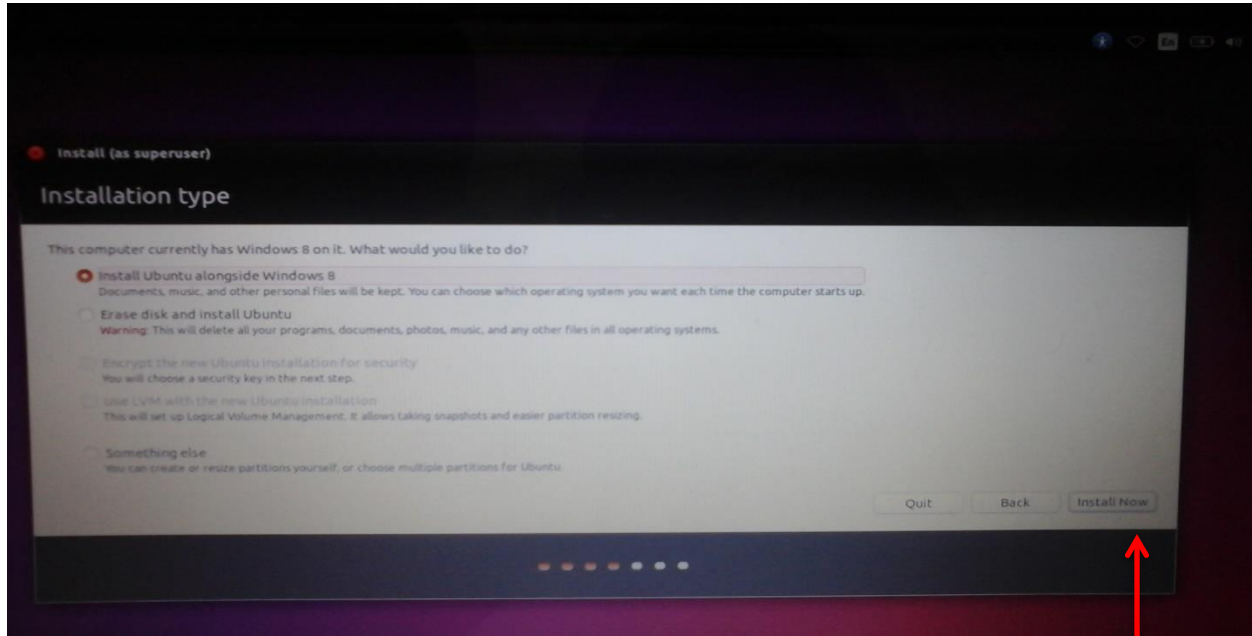 En
Install (as superuser)
Installation type
This computer currently has Windows 8 on it. What would you like to do?
Install Ubuntu alongside Windows 8
Documents, music, and other personal files will be kept. You can choose which operating system you want each time the computer starts up.
Erase disk and install Ubuntu
Warning: This will delete all your programs, documents, photos, music, and any other files in all operating systems.
Encrypt the new Ubuntu installation for security
You will choose a security key in the next step.
Use LVM with the new Ubuntu installation
This will set up Logical Volume Management. It allows taking snapshots and easier partition resizing.
Something else
You can create or resize partitions yourself, or choose multiple partitions for Ubuntu.
Quit Back Install Now